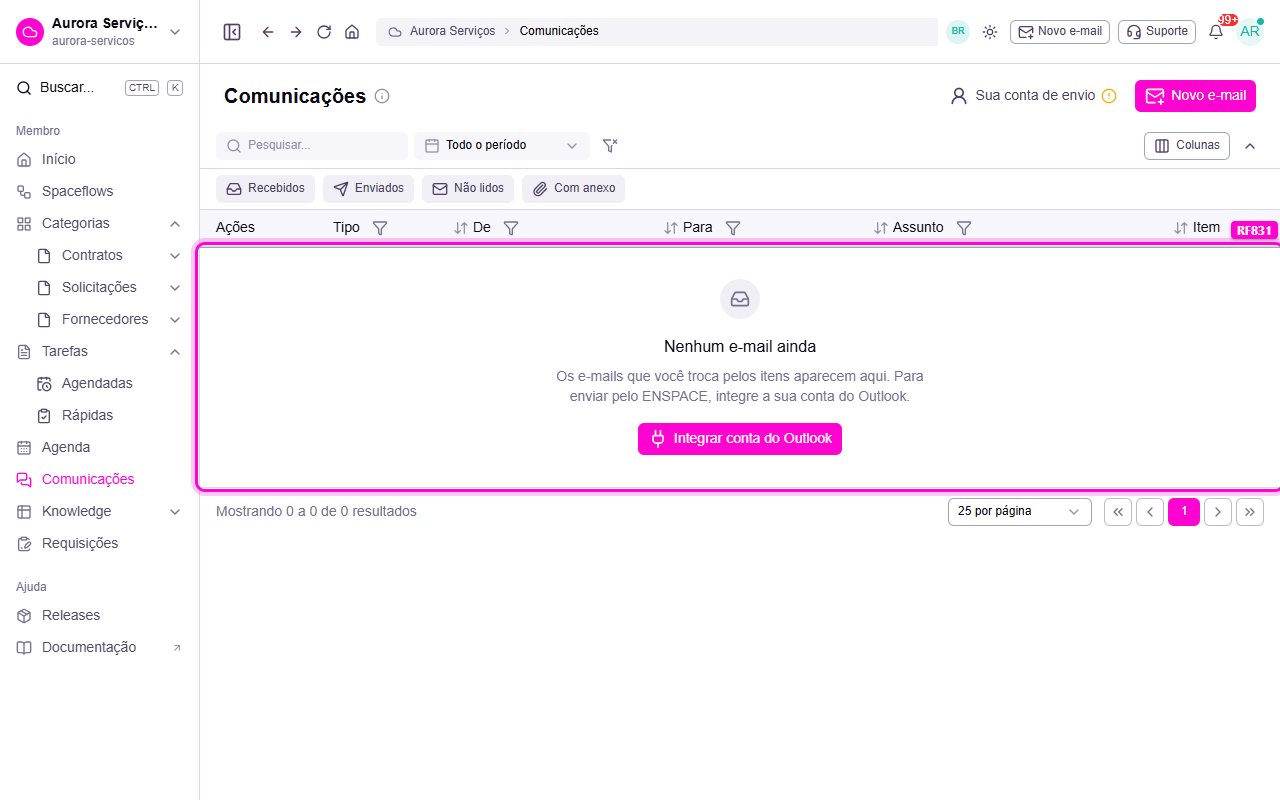 Aurora Serviç...
aurora-servicos
Aurora Serviços
Comunicações
BR
Novo e-mail
Suporte
99+
AR
Buscar...
CTRL
K
Membro
Início
Spaceflows
Categorias
Contratos
Solicitações
Fornecedores
Tarefas
Agendadas
Rápidas
Agenda
Comunicações
Knowledge
Requisições
Ajuda
Releases
Documentação
Comunicações
Sua conta de envio
Novo e-mail
Pesquisar...
Todo o período
Colunas
Recebidos
Enviados
Não lidos
Com anexo
Ações
Tipo
De
Para
Assunto
Item
RF831
Nenhum e-mail ainda
Os e-mails que você troca pelos itens aparecem aqui. Para
enviar pelo ENSPACE, integre a sua conta do Outlook.
Integrar conta do Outlook
Mostrando 0 a 0 de 0 resultados
25 por página
1